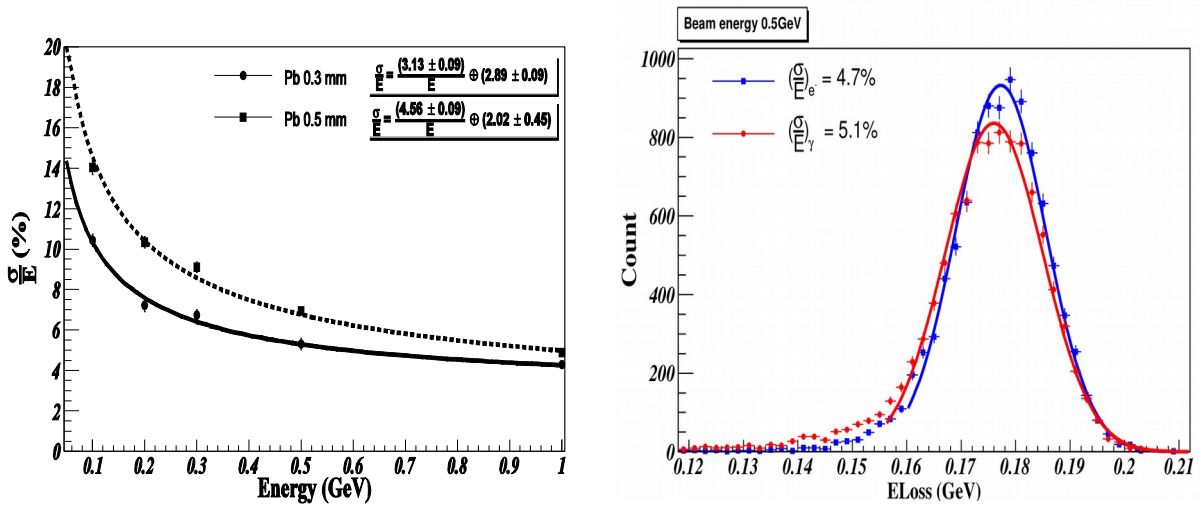 20
18
16
14
12
10
8
6
4
2
0
σ/E (%)
Pb 0.3 mm
σ/E = (3.13 ± 0.09)/E ⊕ (2.89 ± 0.09)
Pb 0.5 mm
σ/E = (4.56 ± 0.09)/E ⊕ (2.02 ± 0.45)
0.1 0.2 0.3 0.4 0.5 0.6 0.7 0.8 0.9 1
Energy (GeV)
Beam energy 0.5GeV
1000
800
600
400
200
0
Count
(σ/E)e- = 4.7%
(σ/E)γ = 5.1%
0.12 0.13 0.14 0.15 0.16 0.17 0.18 0.19 0.2 0.21
ELoss (GeV)